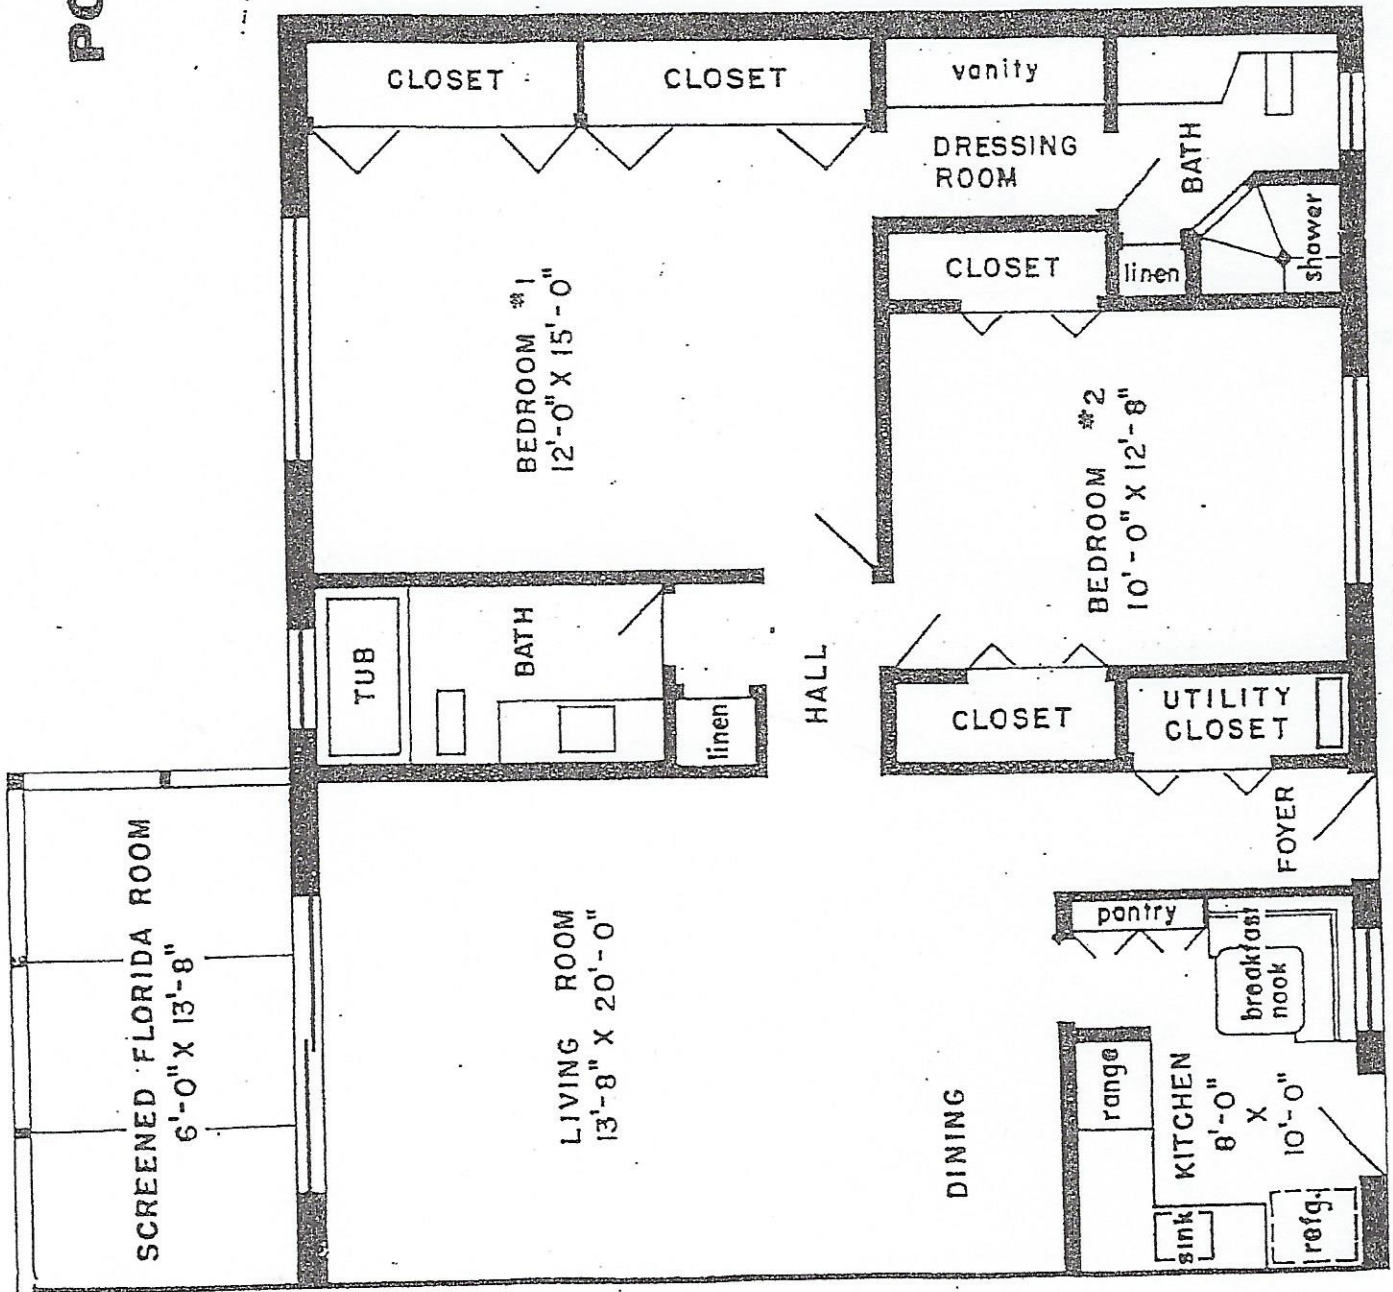 PO
CLOSET
CLOSET
vanity
DRESSING
ROOM
BATH
shower
CLOSET
linen
BEDROOM #1
12'-0" X 15'-0"
BEDROOM #2
10'-0" X 12'-8"
TUB
BATH
linen
HALL
CLOSET
UTILITY
CLOSET
FOYER
SCREENED FLORIDA ROOM
6'-0" X 13'-8"
LIVING ROOM
13'-8" X 20'-0"
DINING
pantry
breakfast
nook
range
KITCHEN
8'-0"
X
10'-0"
sink
refg.